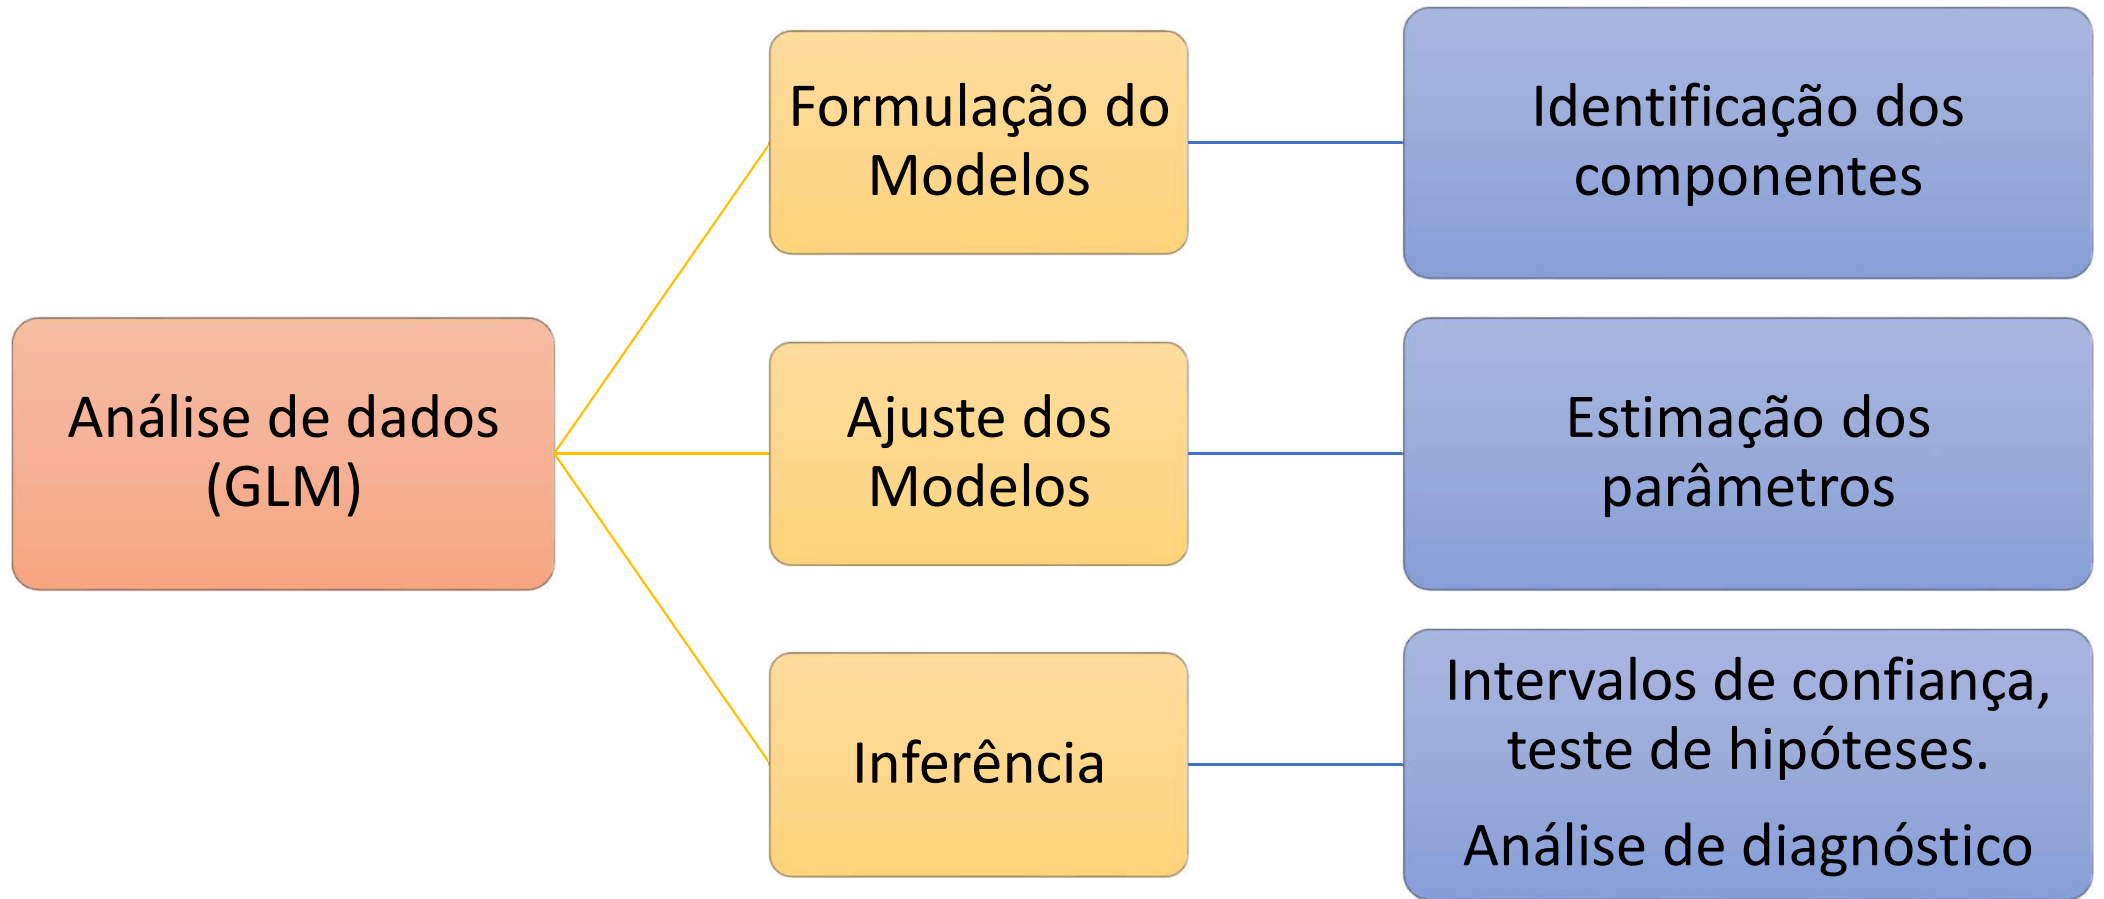 Análise de dados
(GLM)
Formulação do
Modelos
Identificação dos
componentes
Ajuste dos
Modelos
Estimação dos
parâmetros
Inferência
Intervalos de confiança,
teste de hipóteses.
Análise de diagnóstico